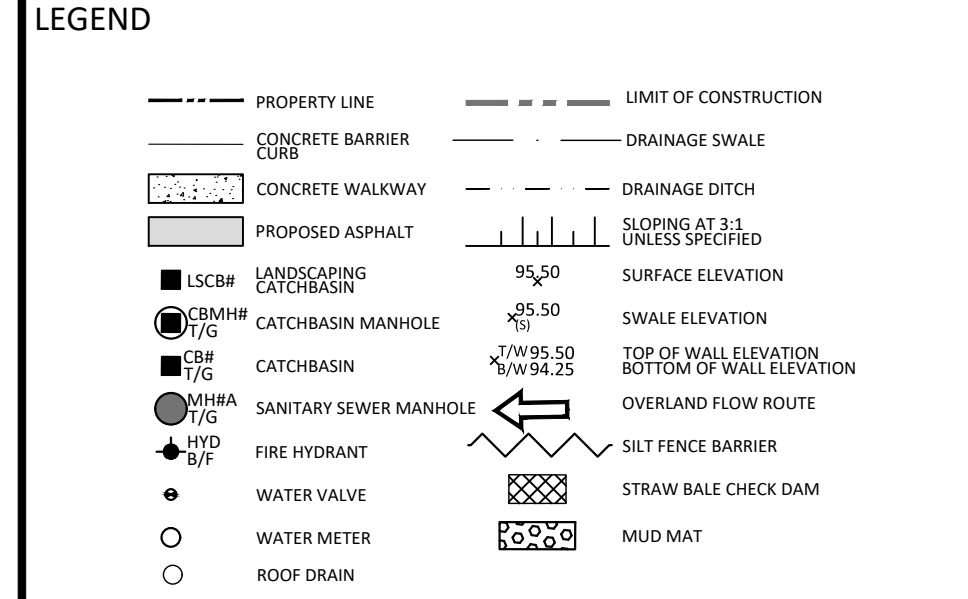 LEGEND
PROPERTY LINE
CONCRETE BARRIER
CURB
CONCRETE WALKWAY
PROPOSED ASPHALT
LSCB#
LANDSCAPING
CATCHBASIN
CBMH#
T/G
CATCHBASIN MANHOLE
CB#
T/G
CATCHBASIN
MH#A
T/G
SANITARY SEWER MANHOLE
HYD
B/F
FIRE HYDRANT
WATER VALVE
WATER METER
ROOF DRAIN
LIMIT OF CONSTRUCTION
DRAINAGE SWALE
DRAINAGE DITCH
SLOPING AT 3:1
UNLESS SPECIFIED
95.50
SURFACE ELEVATION
95.50
(S)
SWALE ELEVATION
T/W 95.50
B/W 94.25
TOP OF WALL ELEVATION
BOTTOM OF WALL ELEVATION
OVERLAND FLOW ROUTE
SILT FENCE BARRIER
STRAW BALE CHECK DAM
MUD MAT